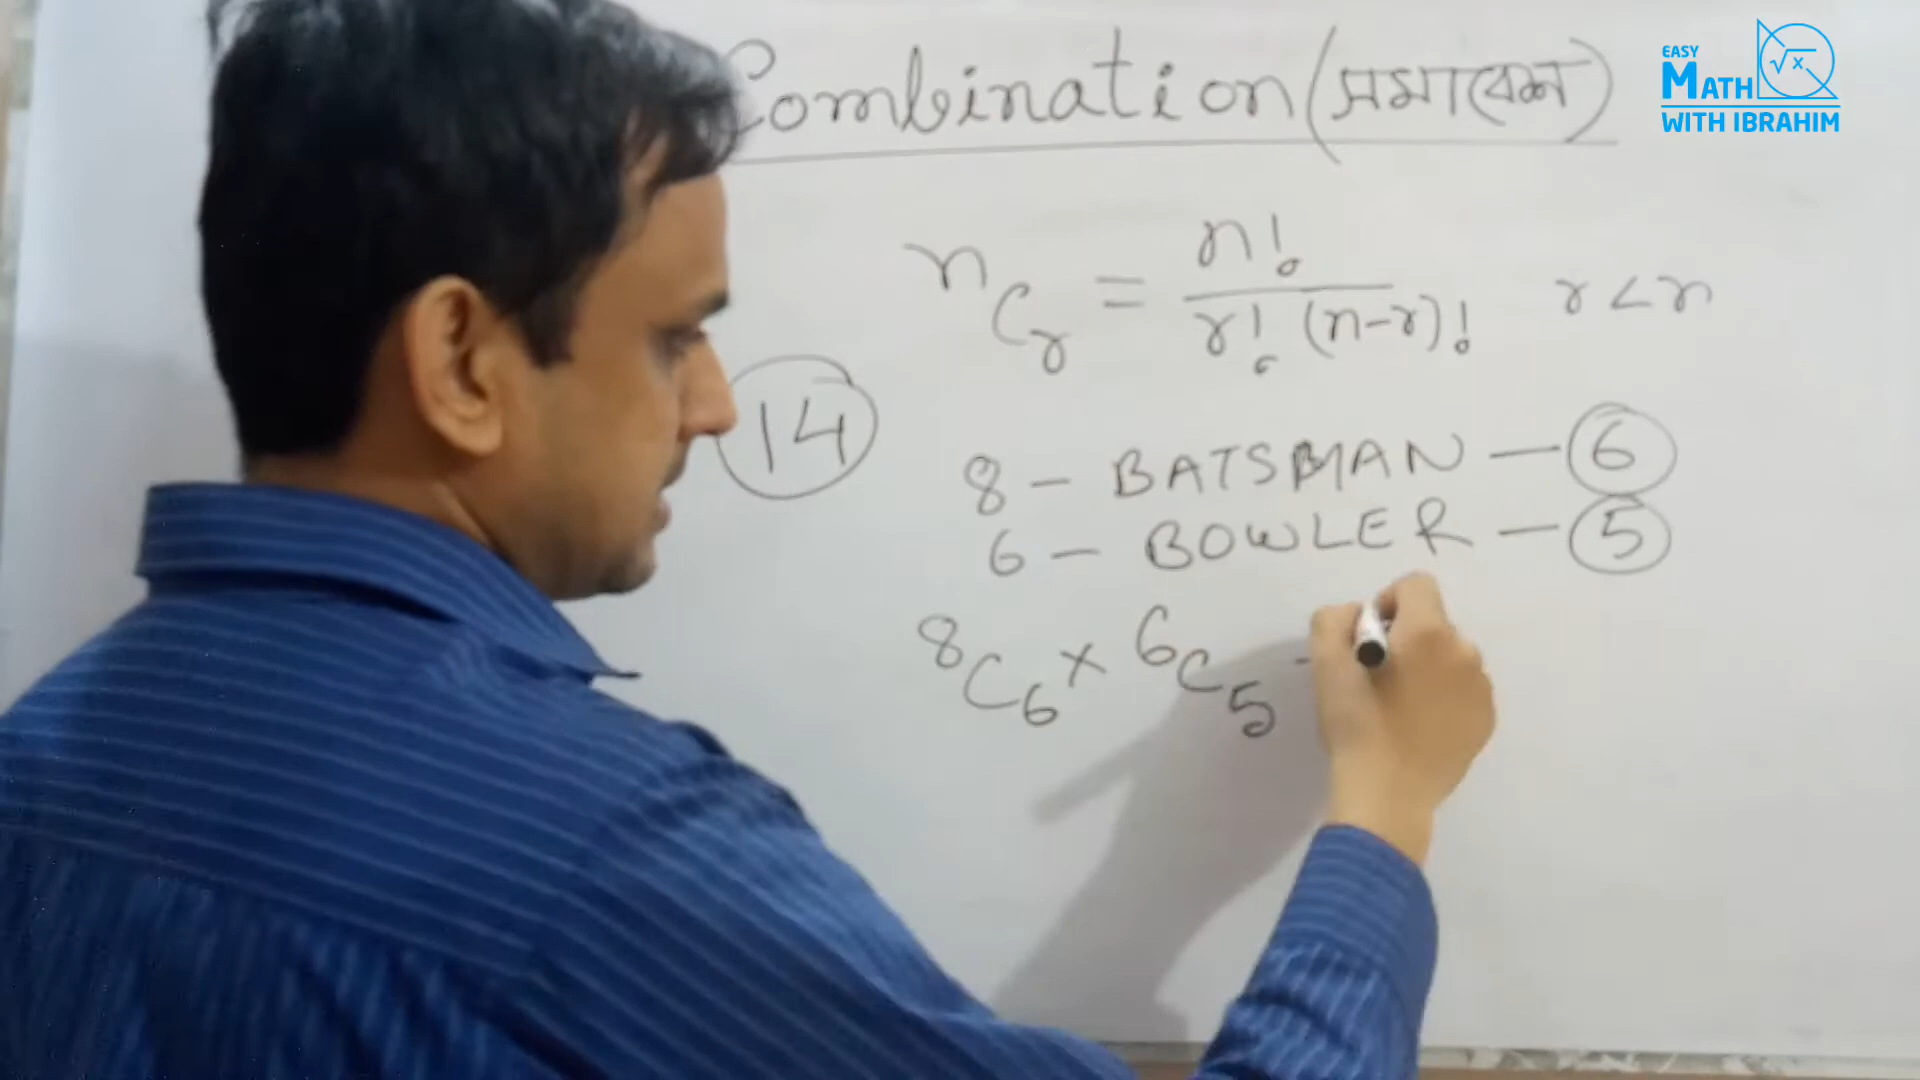 Combination (সমাবেশ)
EASY
MATH √x
WITH IBRAHIM
nCr = n! / r! (n-r)! r < n
14
8 - BATSMAN - 6
6 - BOWLER - 5
8C6 × 6C5